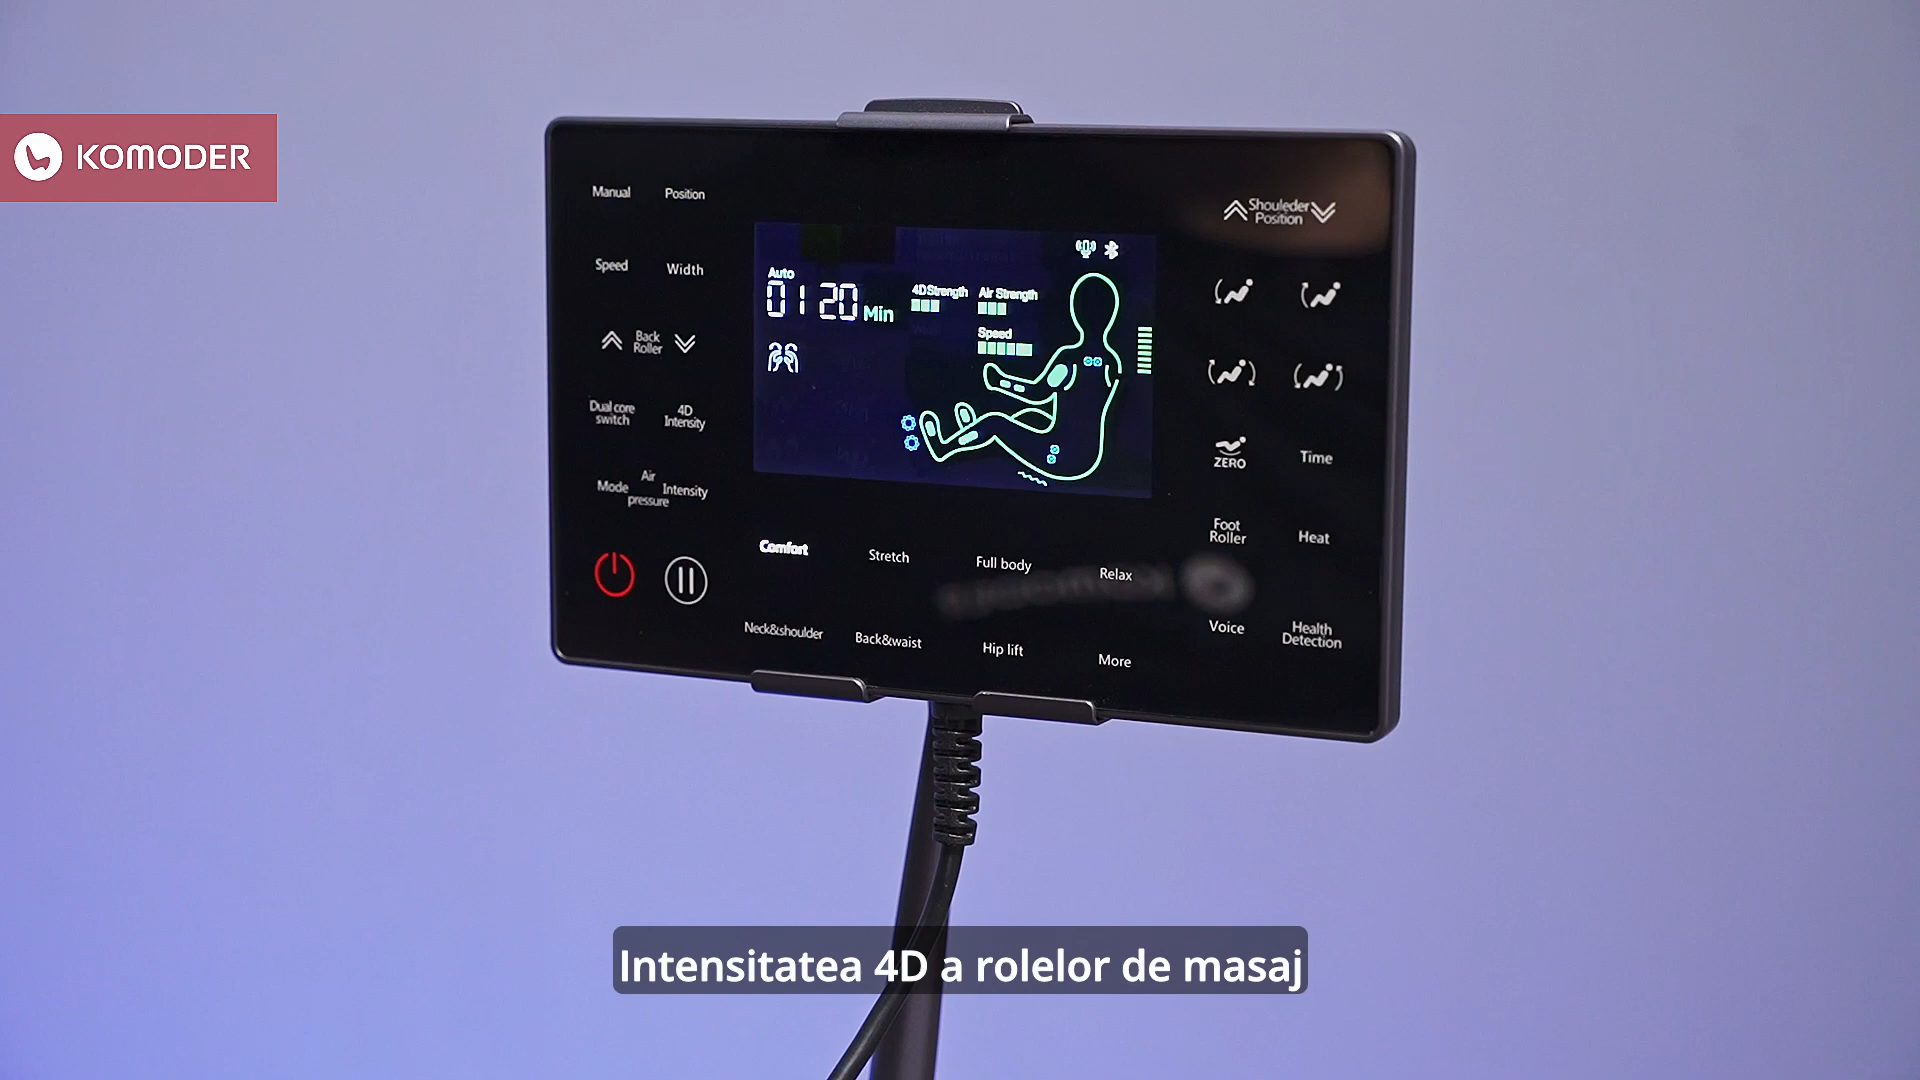 KOMODER
Manual Position
Speed Width
Back
Roller
Dual core
switch
4D
Intensity
Mode Air
pressure Intensity
Auto
01 20 Min
4D Strength
Air Strength
Speed
Shouleder
Position
ZERO
Time
Foot
Roller
Heat
Voice
Health
Detection
Comfort Stretch Full body Relax
Neck&shoulder Back&waist Hip lift More
Intensitatea 4D a rolelor de masaj